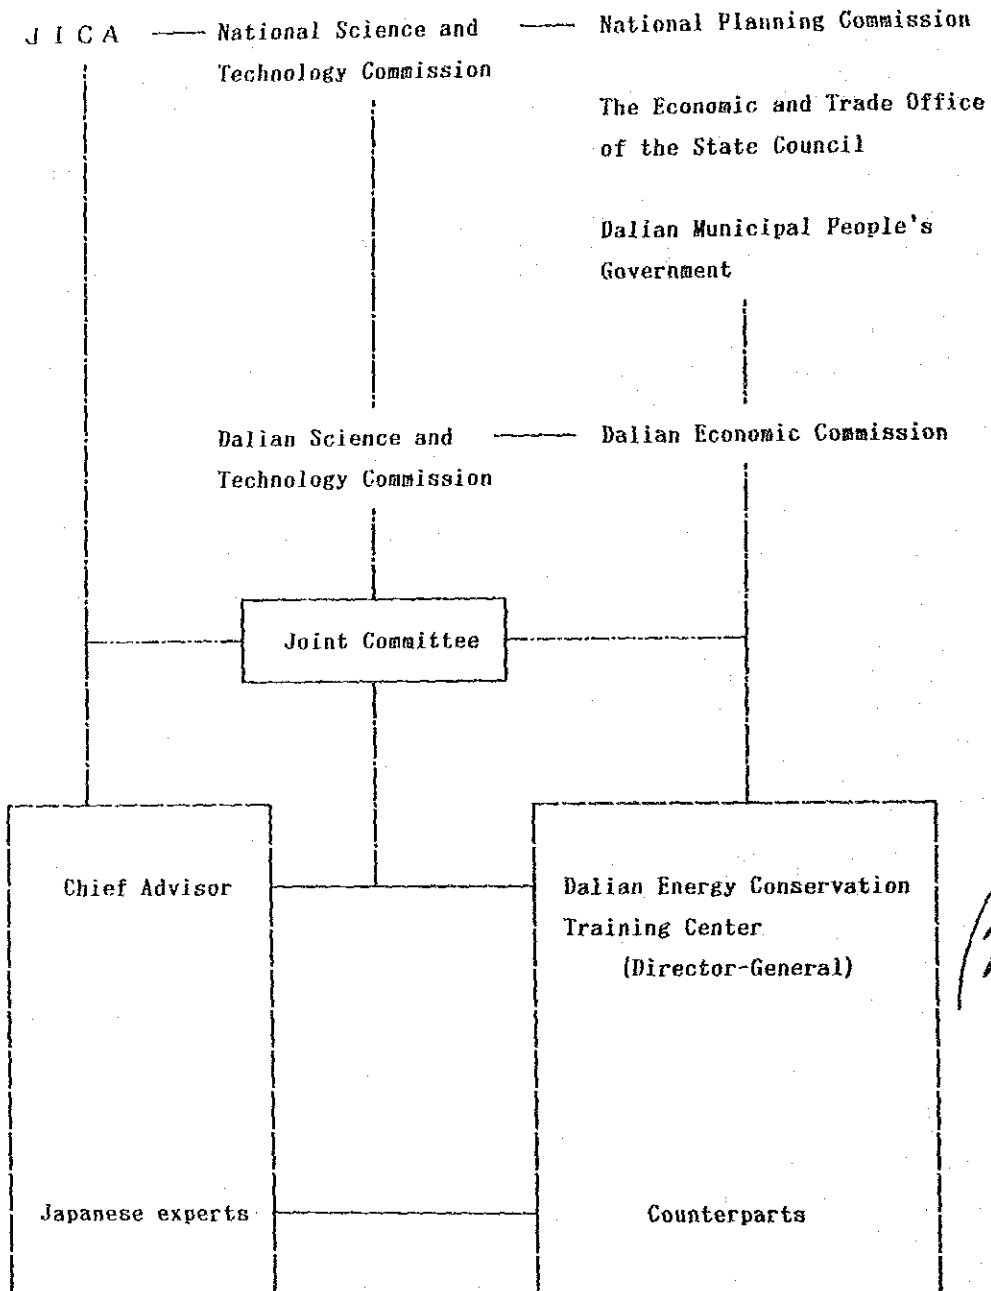 J I C A
National Science and
Technology Commission
National Planning Commission
The Economic and Trade Office
of the State Council
Dalian Municipal People's
Government
Dalian Science and
Technology Commission
Dalian Economic Commission
Joint Committee
Chief Advisor
Dalian Energy Conservation
Training Center
(Director-General)
Japanese experts
Counterparts